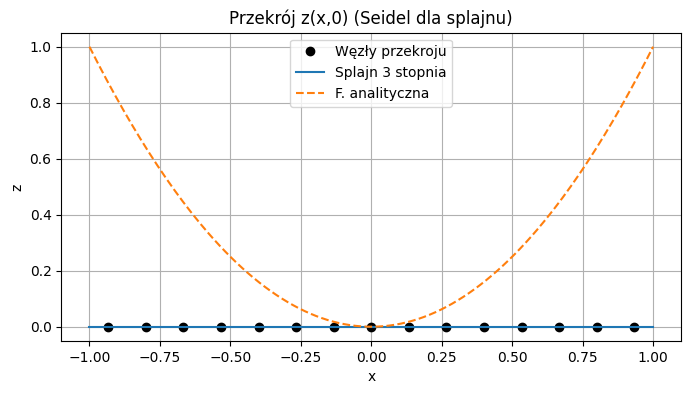 Przekrój z(x,0) (Seidel dla splajnu)
Węzły przekroju
Splajn 3 stopnia
F. analityczna
1.0
0.8
0.6
0.4
0.2
0.0
z
−1.00 −0.75 −0.50 −0.25 0.00 0.25 0.50 0.75 1.00
x